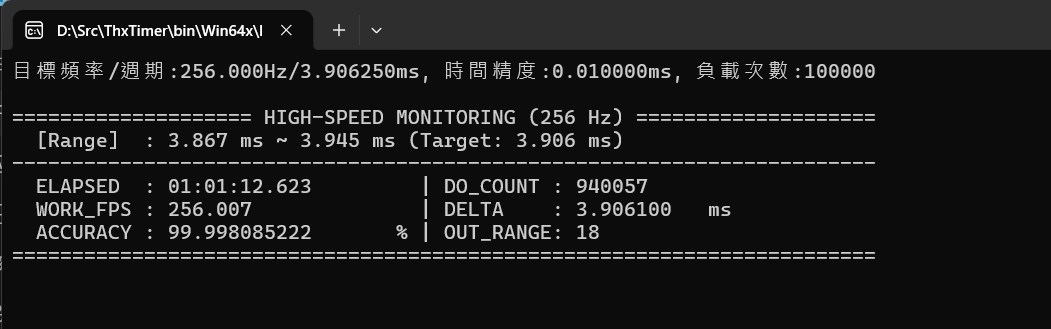 D:\Src\ThxTimer\bin\Win64x\
目標頻率/週期:256.000Hz/3.906250ms, 時間精度:0.010000ms, 負載次數:100000
==================== HIGH-SPEED MONITORING (256 Hz) ====================
[Range]  : 3.867 ms ~ 3.945 ms (Target: 3.906 ms)
------------------------------------------------------------------------
ELAPSED  : 01:01:12.623         | DO_COUNT : 940057
WORK_FPS : 256.007              | DELTA    : 3.906100   ms
ACCURACY : 99.998085222       % | OUT_RANGE: 18
========================================================================